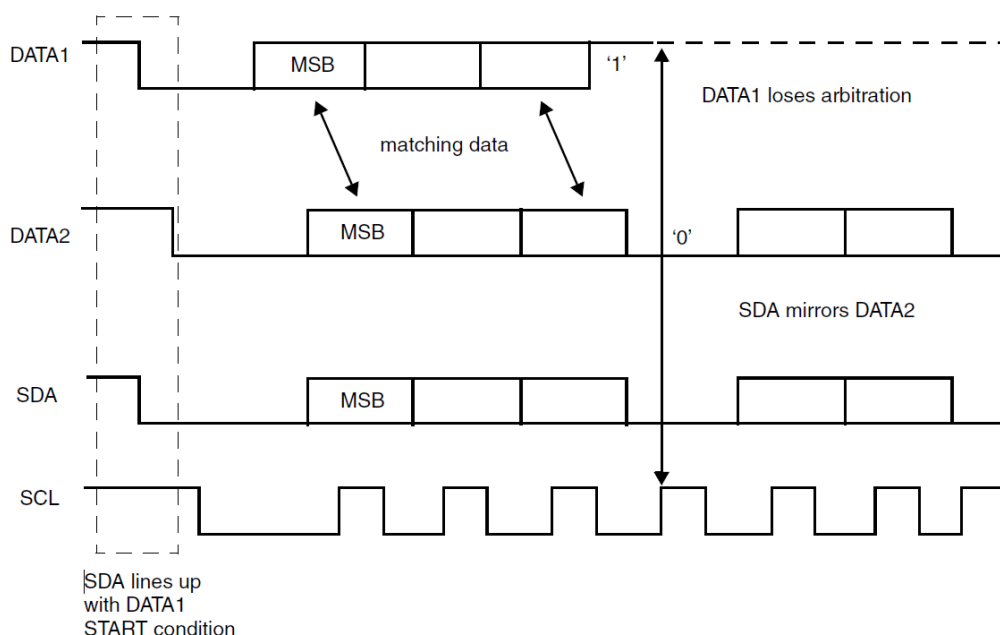 DATA1
MSB
‘1’
DATA1 loses arbitration
matching data
DATA2
MSB
‘0’
SDA mirrors DATA2
SDA
MSB
SCL
SDA lines up
with DATA1
START condition